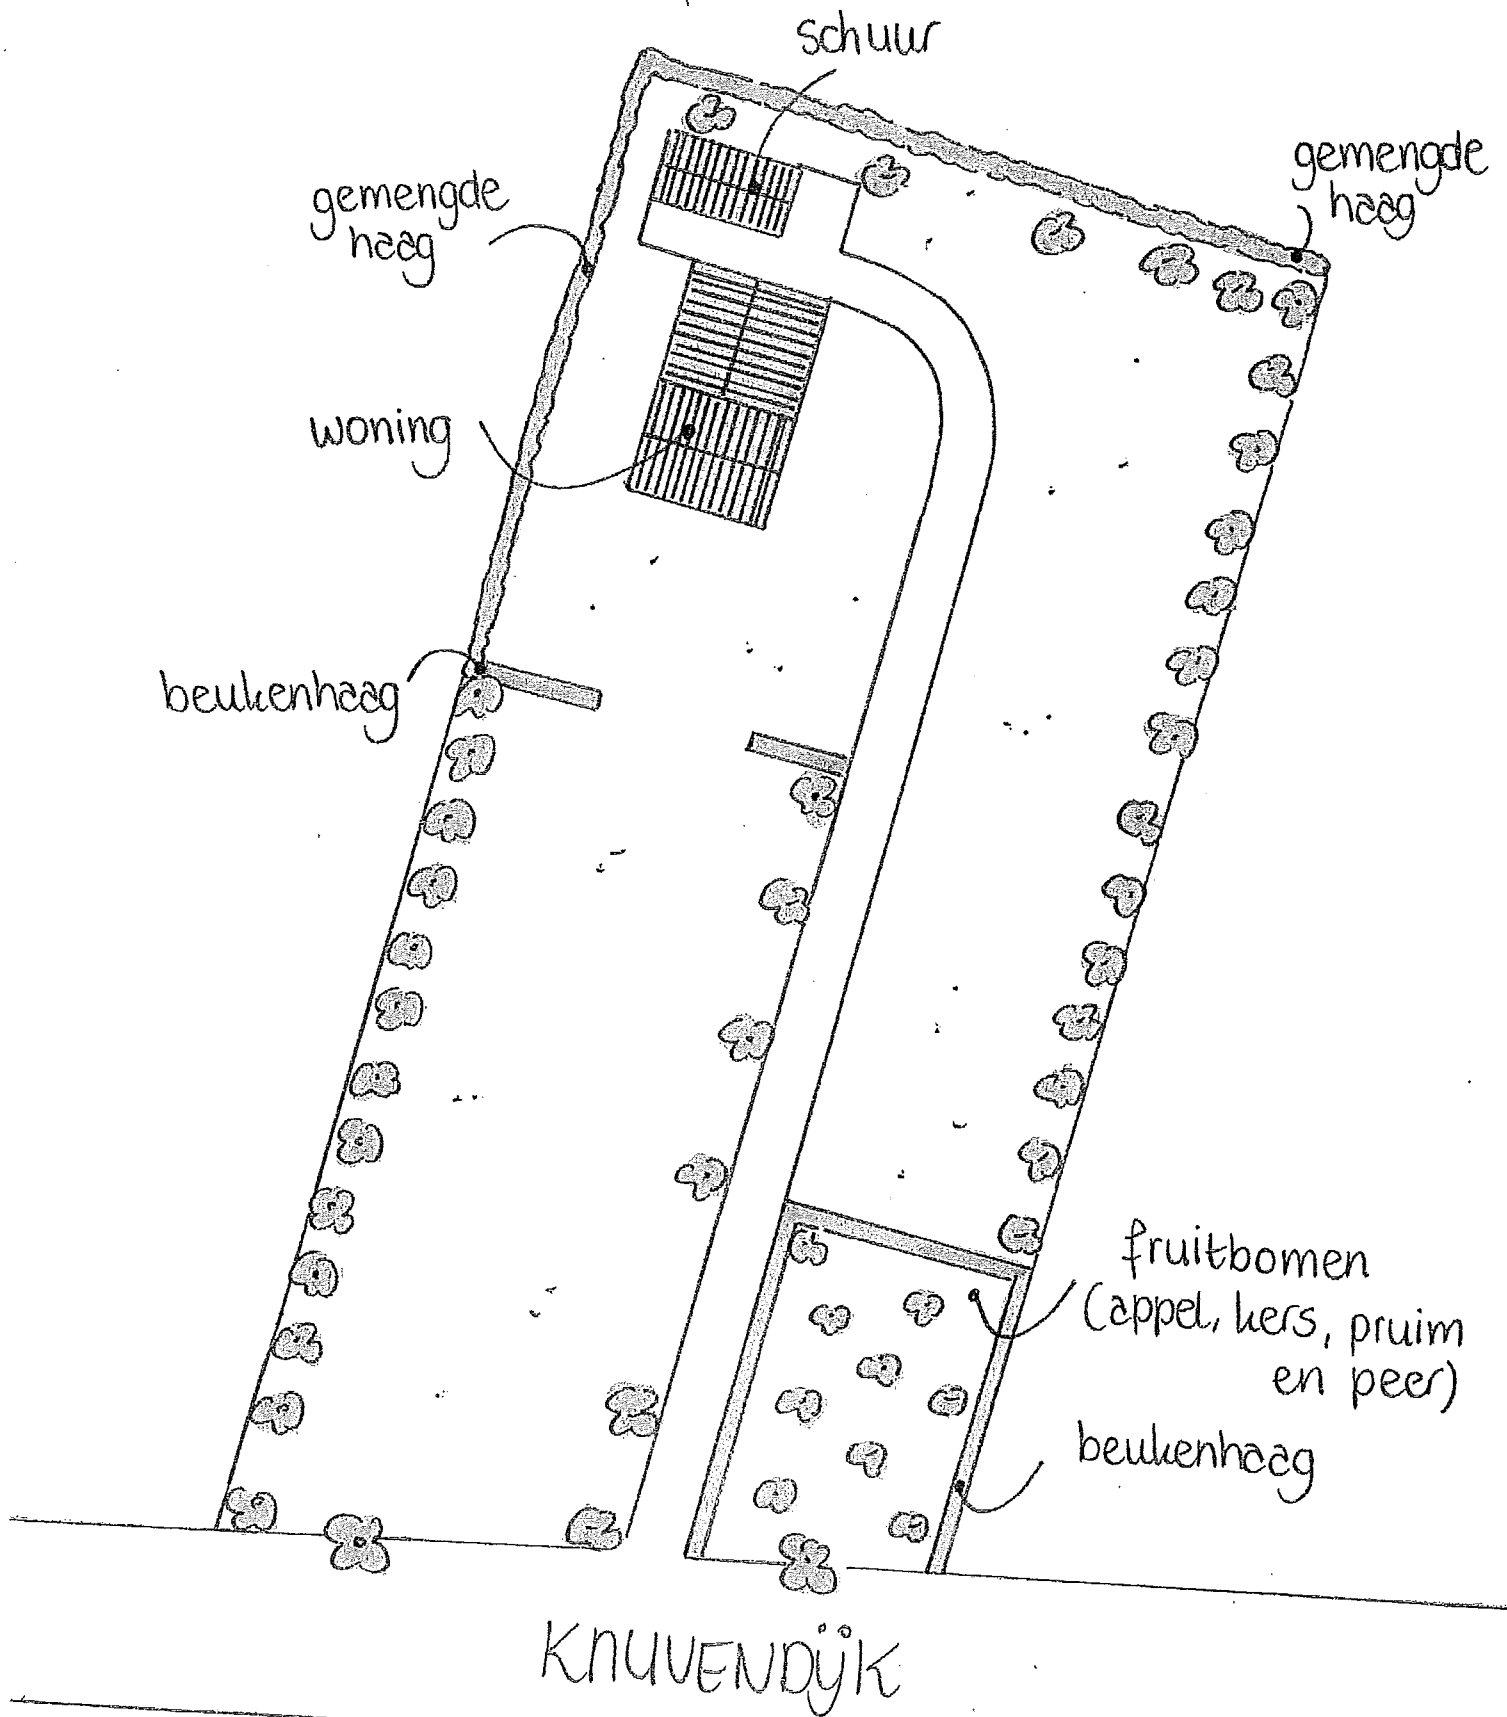 schuur
gemengde
haag
gemengde
haag
woning
beukenhaag
fruitbomen
(appel, kers, pruim
en peer)
beukenhaag
KNUVENDIJK